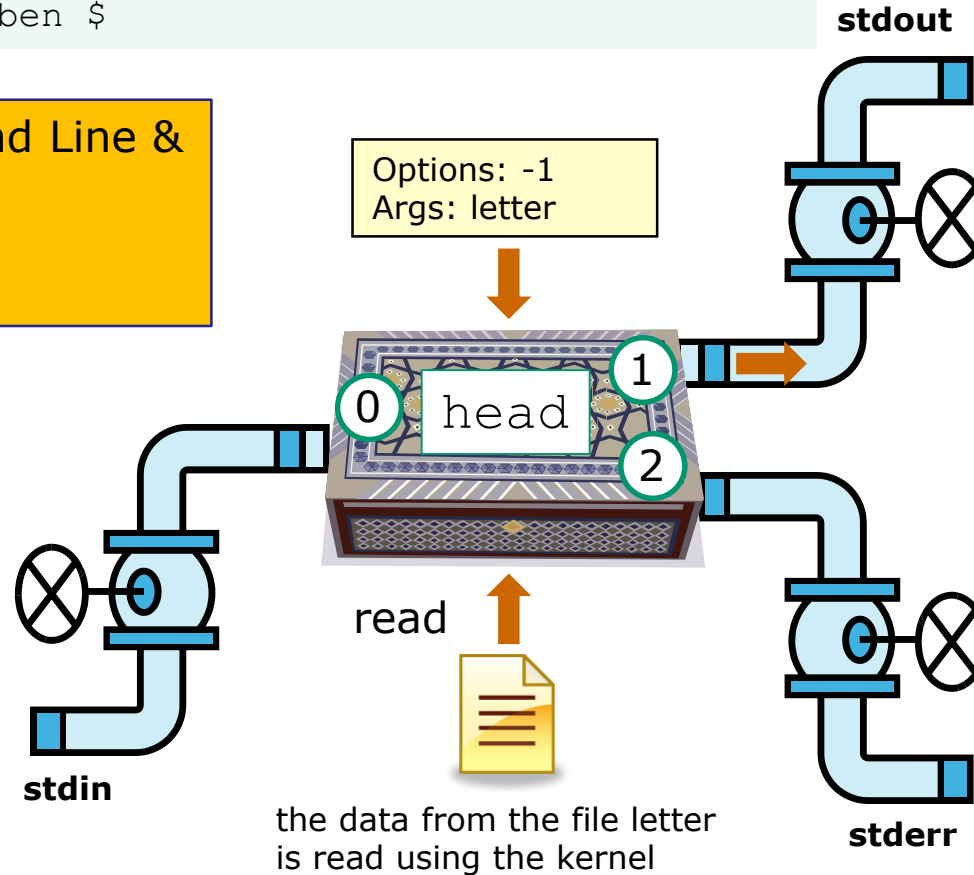 ben $
stdout
nd Line &
Options: -1
Args: letter
1
0
head
2
read
stdin
the data from the file letter
is read using the kernel
stderr